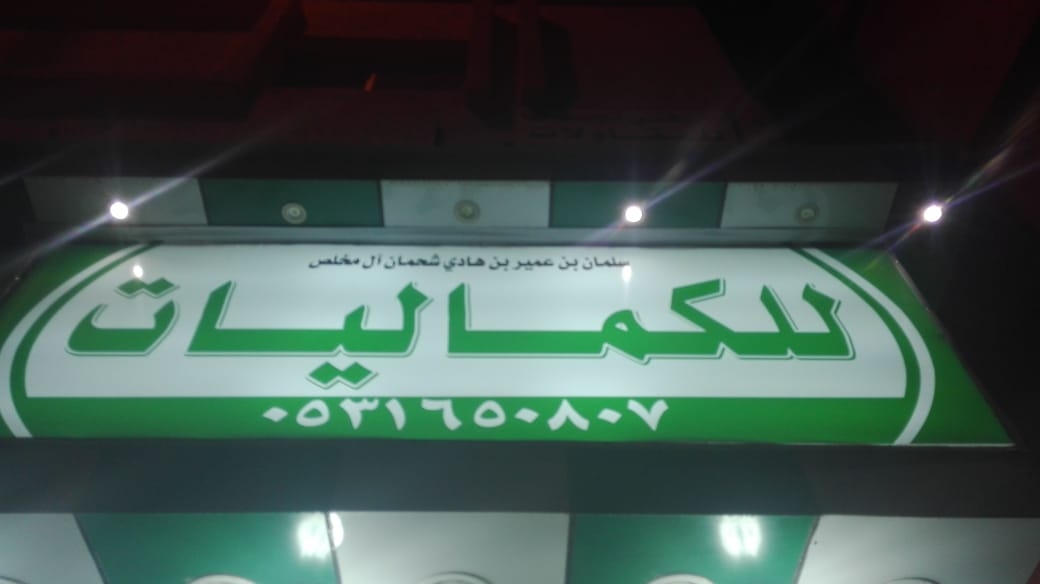 سلمان بن عمير بن هادي شحمان آل مخلص
للكماليات
٠٥٣١٦٥٠٨٠٧